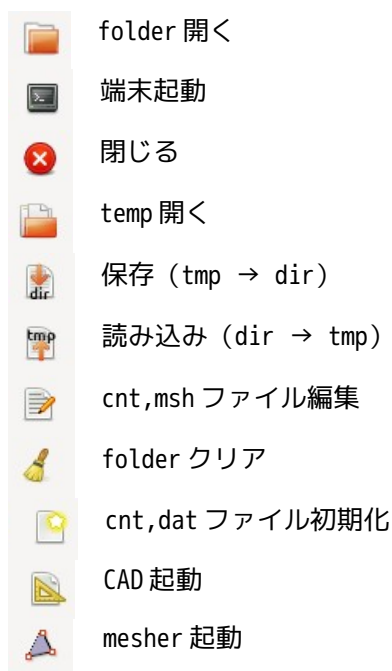 folder 開く
端末起動
閉じる
temp 開く
保存 (tmp → dir)
dir
読み込み (dir → tmp)
tmp
cnt,msh ファイル編集
folder クリア
cnt,dat ファイル初期化
CAD 起動
mesher 起動